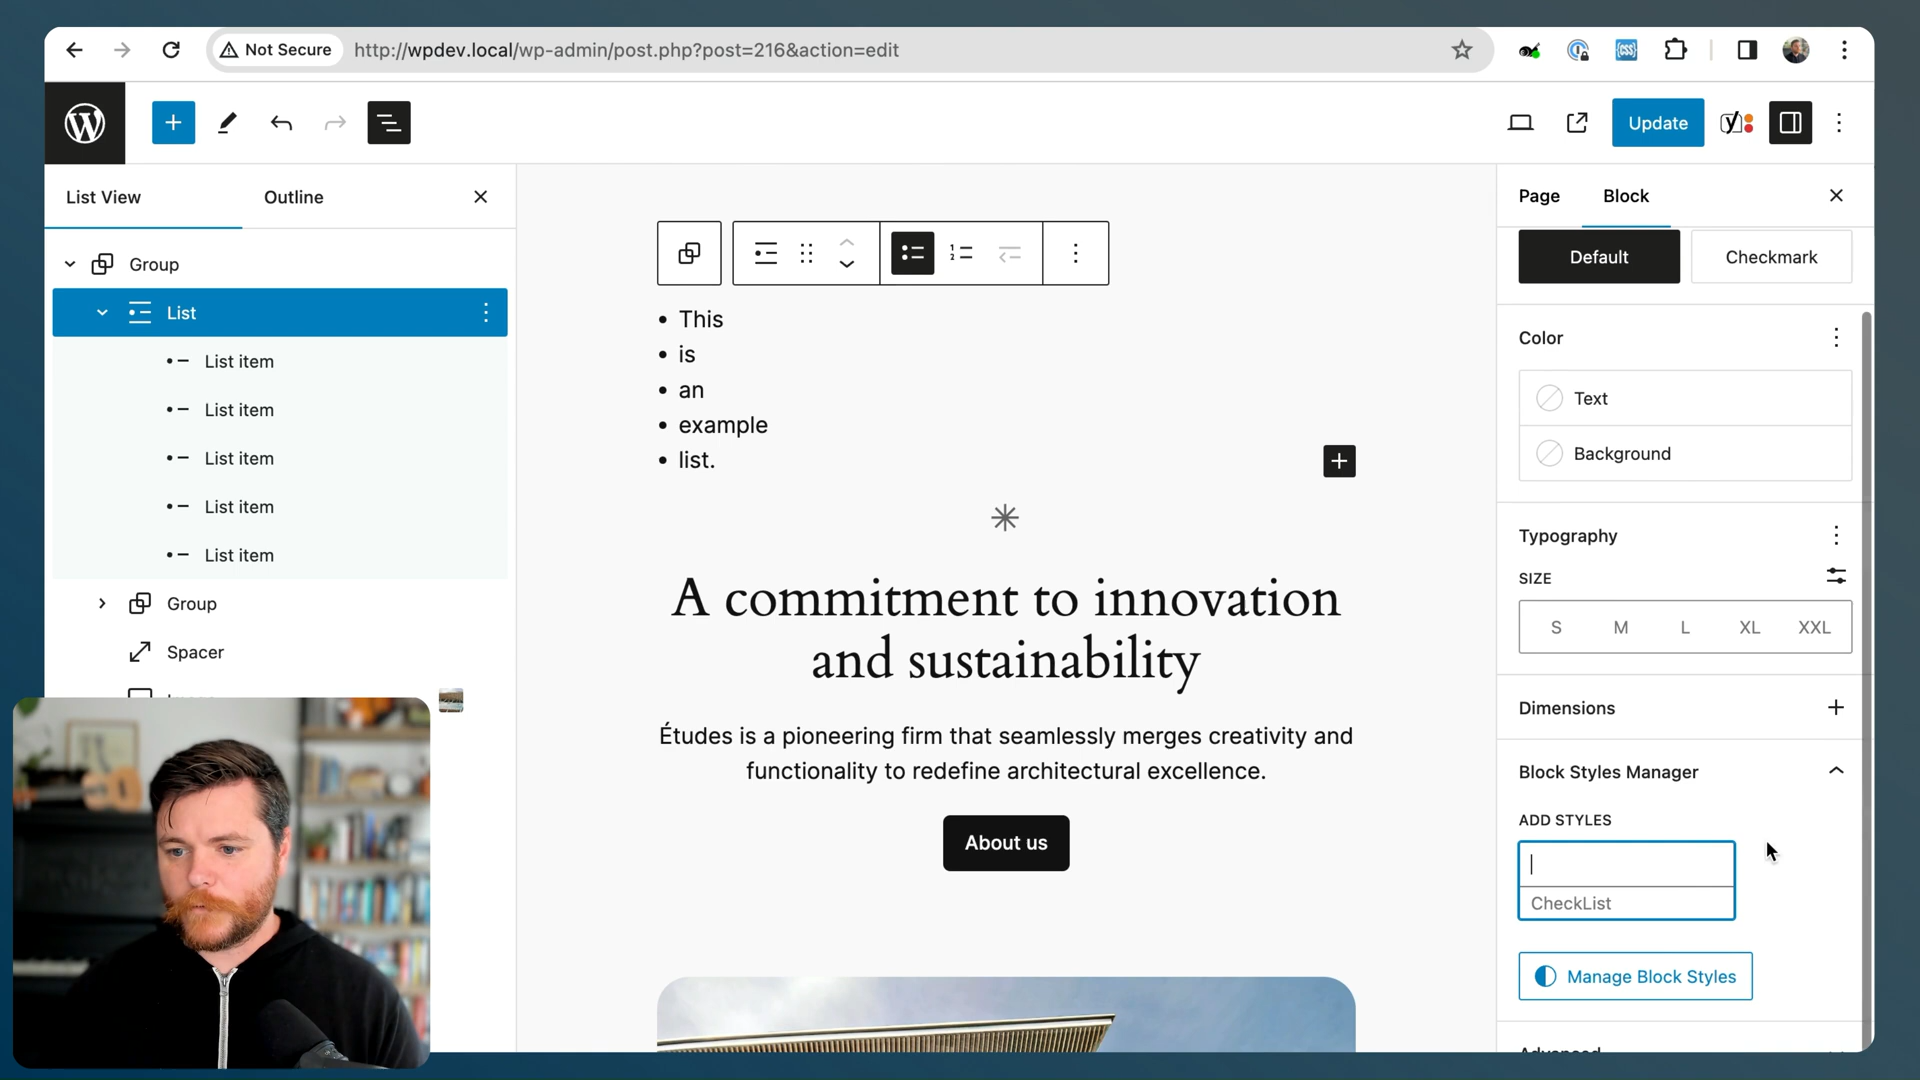 Not Secure
http://wpdev.local/wp-admin/post.php?post=216&action=edit
Update
List View
Outline
Group
List
List item
List item
List item
List item
List item
Group
Spacer
• This
• is
• an
• example
• list.
A commitment to innovation
and sustainability
Études is a pioneering firm that seamlessly merges creativity and
functionality to redefine architectural excellence.
About us
Page
Block
Default
Checkmark
Color
Text
Background
Typography
SIZE
S M L XL XXL
Dimensions
Block Styles Manager
ADD STYLES
CheckList
Manage Block Styles
Advanced